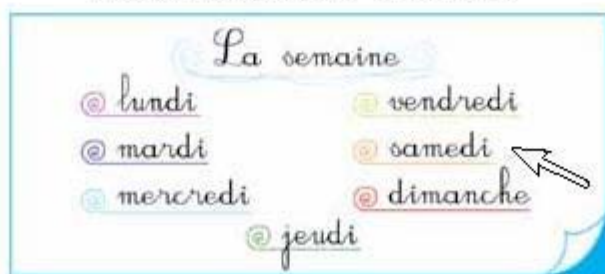 La semaine
lundi
mardi
mercredi
jeudi
vendredi
samedi
dimanche